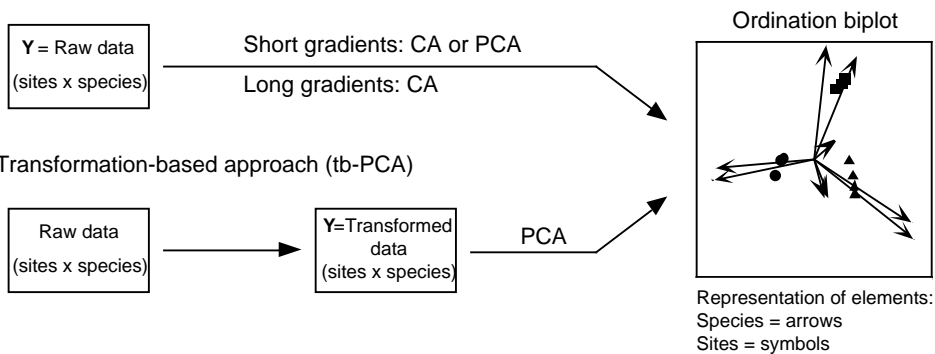 Ordination biplot
Y = Raw data
(sites x species)
Short gradients: CA or PCA
Long gradients: CA
Transformation-based approach (tb-PCA)
Raw data
(sites x species)
Y=Transformed
data
(sites x species)
PCA
Representation of elements:
Species = arrows
Sites = symbols